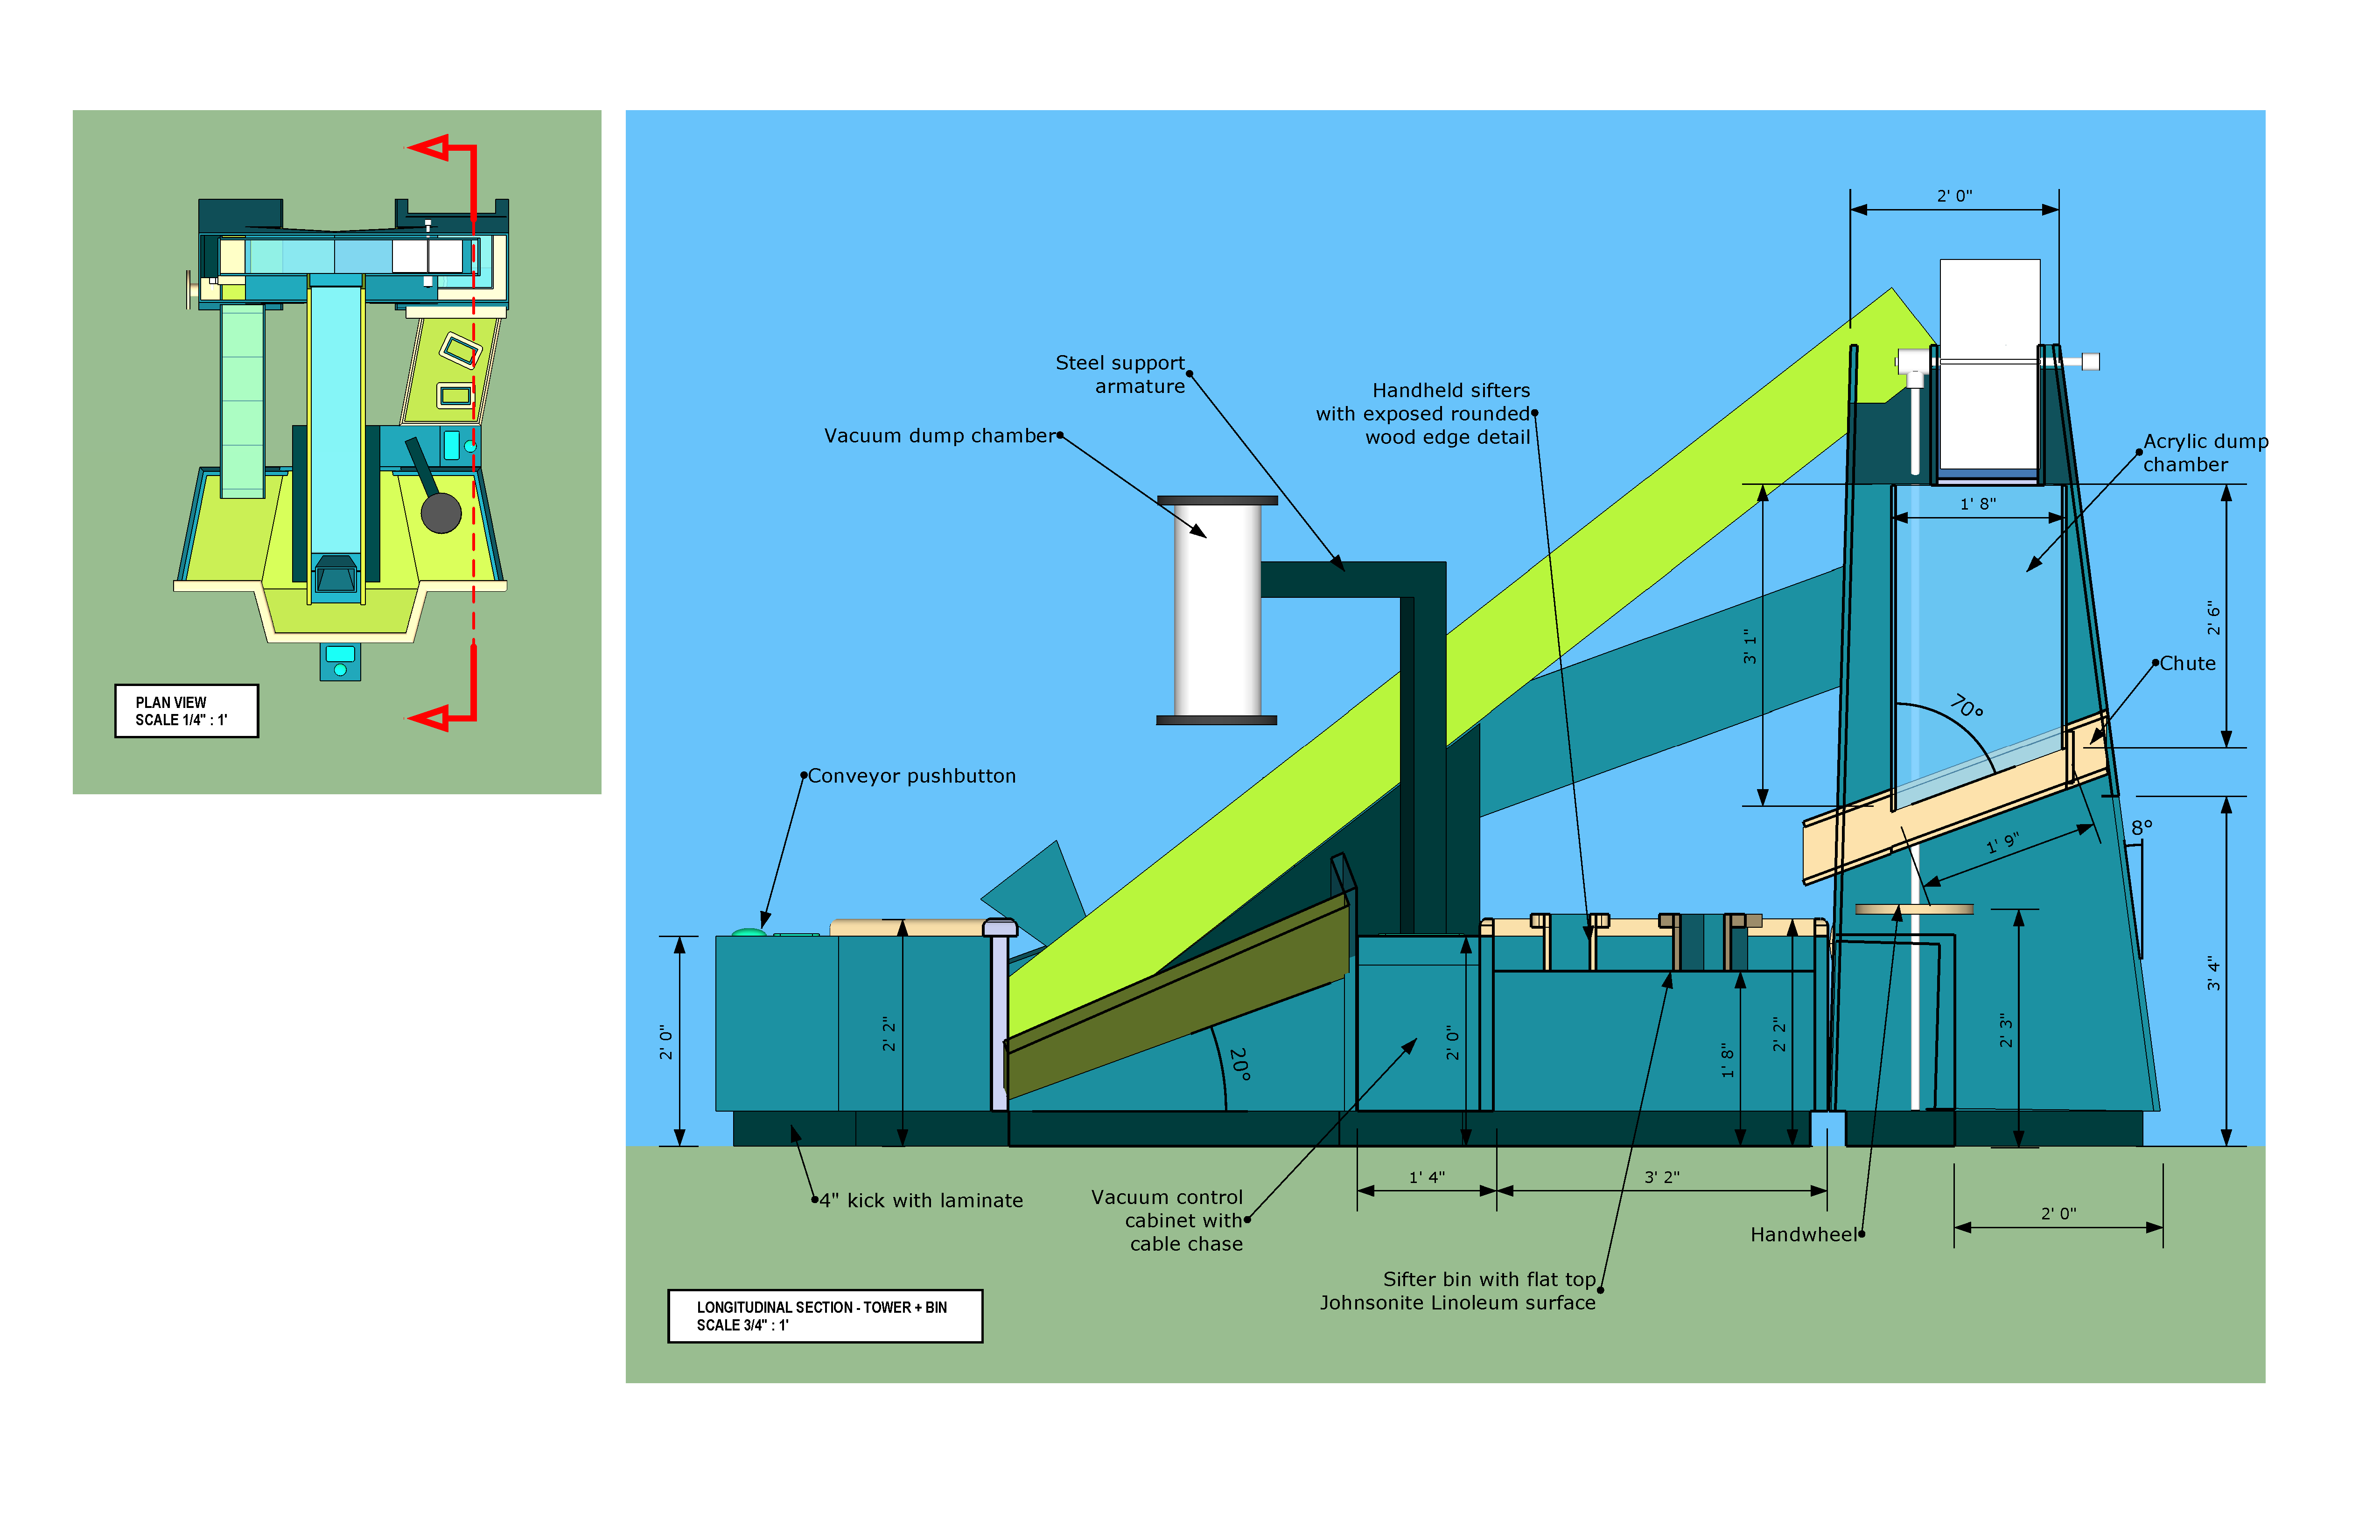 PLAN VIEW
SCALE 1/4" : 1'
2' 0"
Steel support
armature
Handheld sifters
with exposed rounded
wood edge detail
Vacuum dump chamber
Acrylic dump
chamber
1' 8"
2' 6"
3' 1"
Chute
70°
Conveyor pushbutton
8°
1' 9"
2' 0"
2' 2"
20°
2' 0"
1' 8"
2' 2"
2' 3"
3' 4"
4" kick with laminate
Vacuum control
cabinet with
cable chase
1' 4"
3' 2"
2' 0"
Handwheel
Sifter bin with flat top
Johnsonite Linoleum surface
LONGITUDINAL SECTION - TOWER + BIN
SCALE 3/4" : 1'